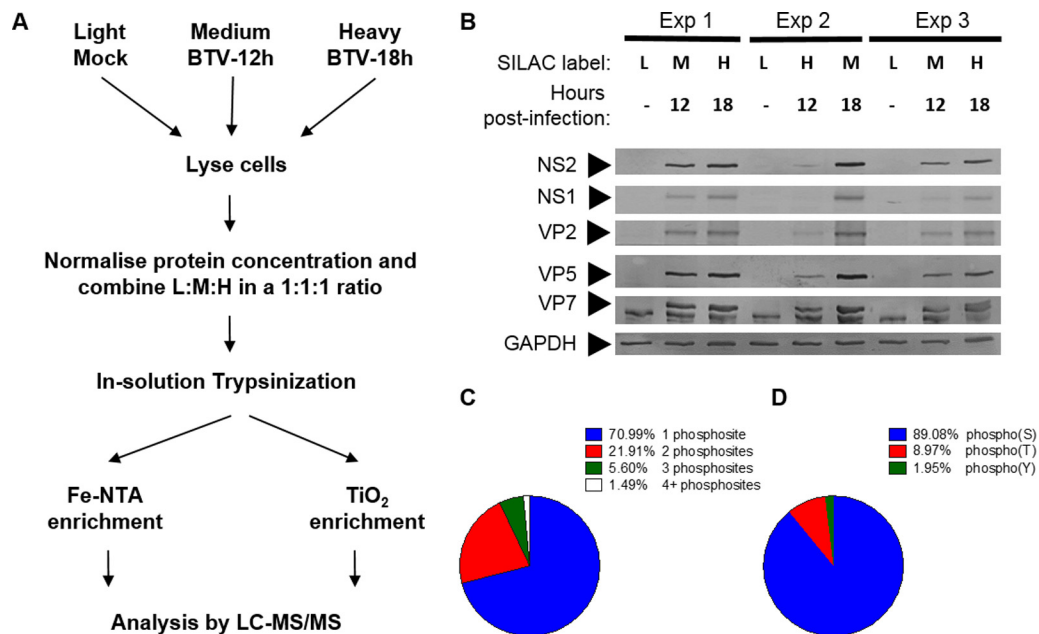 A
Light
Mock
Medium
BTV-12h
Heavy
BTV-18h
Lyse cells
Normalise protein concentration and
combine L:M:H in a 1:1:1 ratio
In-solution Trypsinization
Fe-NTA
enrichment
TiO2
enrichment
Analysis by LC-MS/MS
B
Exp 1 Exp 2 Exp 3
SILAC label: L M H L H M L M H
Hours
post-infection: - 12 18 - 12 18 - 12 18
NS2
NS1
VP2
VP5
VP7
GAPDH
C
70.99% 1 phosphosite
21.91% 2 phosphosites
5.60% 3 phosphosites
1.49% 4+ phosphosites
D
89.08% phospho(S)
8.97% phospho(T)
1.95% phospho(Y)